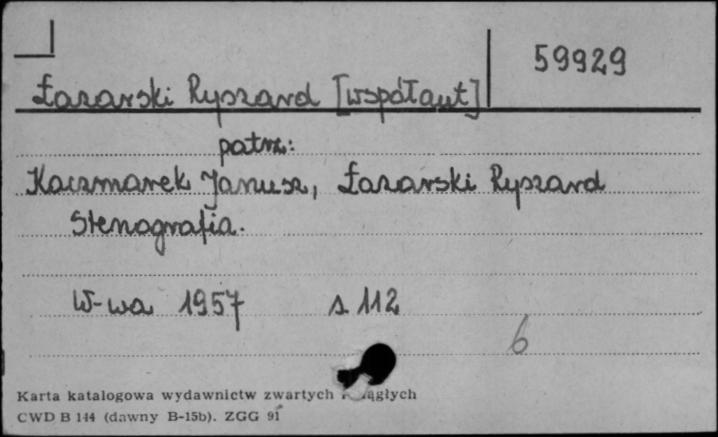 59929
Łazarski Ryszard [współaut]
patrz:
Kaczmarek Janusz, Łazarski Ryszard
Stenografia.
W-wa 1957 s. 112
6
Karta katalogowa wydawnictw zwartych i ciągłych
CWD B 144 (dawny B-15b). ZGG 91